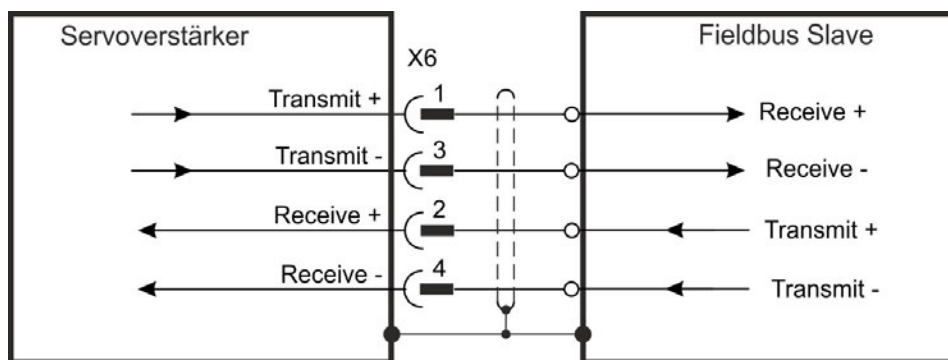 Servoverstärker
Fieldbus Slave
X6
Transmit +
1
Receive +
Transmit -
3
Receive -
Receive +
2
Transmit +
Receive -
4
Transmit -